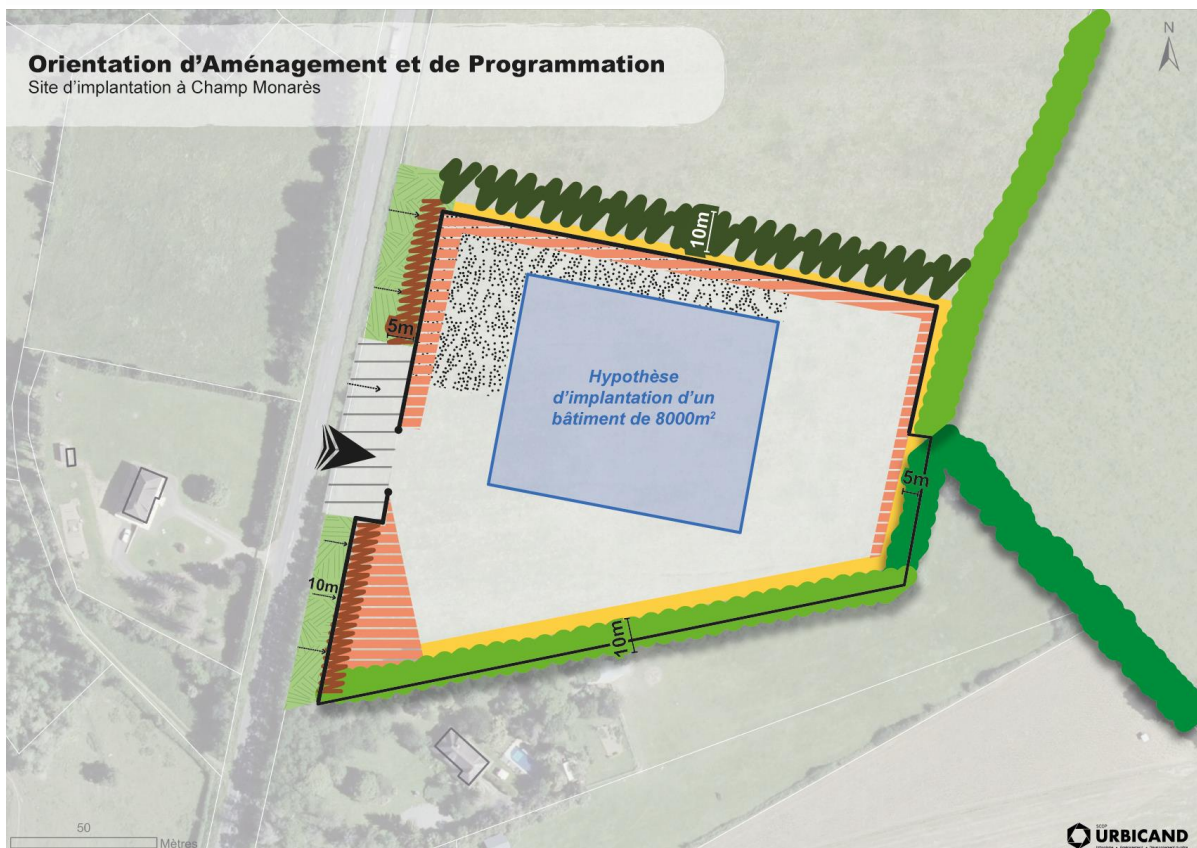 Orientation d'Aménagement et de Programmation
Site d'implantation à Champ Monarès
N
10m
5m
Hypothèse
d'implantation d'un
bâtiment de 8000m²
5m
10m
10m
50
Mètres
SCOP
URBICAND